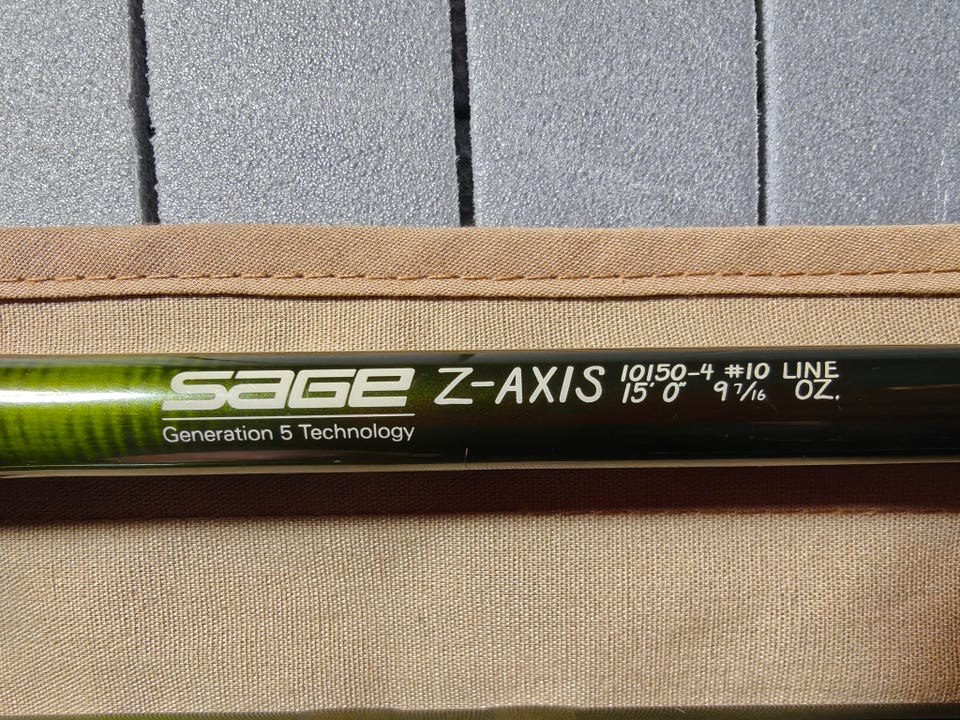 SAGE Z-AXIS 10150-4 #10 LINE
15' 0" 9 7/16 OZ.
Generation 5 Technology